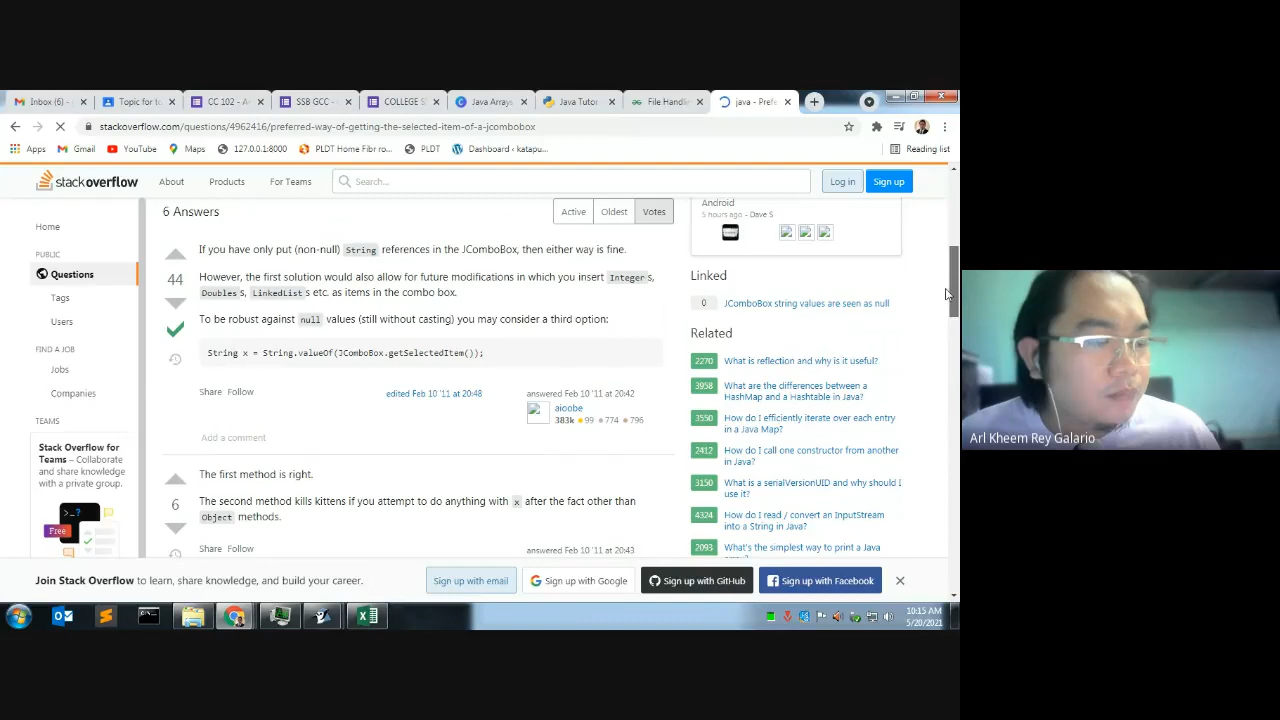 Inbox (6) -
Topic for to
CC-102 - A
SSB GCC -
COLLEGE S
Java Array
Java Tutor
File Handli
java - Prefe
stackoverflow.com/questions/4962416/preferred-way-of-getting-the-selected-item-of-a-jcombobox
Apps
Gmail
YouTube
Maps
127.0.0.1:8000
PLDT Home Fibr ro...
PLDT
Dashboard ‹ katapu...
Reading list
stackoverflow
About
Products
For Teams
Search...
Log in
Sign up
Home
PUBLIC
Questions
Tags
Users
FIND A JOB
Jobs
Companies
TEAMS
Stack Overflow for
Teams – Collaborate
and share knowledge
with a private group.
>_?
Free
6 Answers
Active
Oldest
Votes
44
If you have only put (non-null) String references in the JComboBox, then either way is fine.
However, the first solution would also allow for future modifications in which you insert Integer s,
Doubles s, LinkedList s etc. as items in the combo box.
To be robust against null values (still without casting) you may consider a third option:
String x = String.valueOf(JComboBox.getSelectedItem());
Share Follow
edited Feb 10 '11 at 20:48
answered Feb 10 '11 at 20:42
aioobe
383k 99 774 796
Add a comment
6
The first method is right.
The second method kills kittens if you attempt to do anything with x after the fact other than
Object methods.
Share Follow
answered Feb 10 '11 at 20:43
Android
5 hours ago - Dave S
Linked
0 JComboBox string values are seen as null
Related
2270 What is reflection and why is it useful?
3958 What are the differences between a
HashMap and a Hashtable in Java?
3550 How do I efficiently iterate over each entry
in a Java Map?
2412 How do I call one constructor from another
in Java?
3150 What is a serialVersionUID and why should I
use it?
4324 How do I read / convert an InputStream
into a String in Java?
2093 What's the simplest way to print a Java
Join Stack Overflow to learn, share knowledge, and build your career.
Sign up with email
Sign up with Google
Sign up with GitHub
Sign up with Facebook
10:15 AM
5/20/2021
Arl Kheem Rey Galario